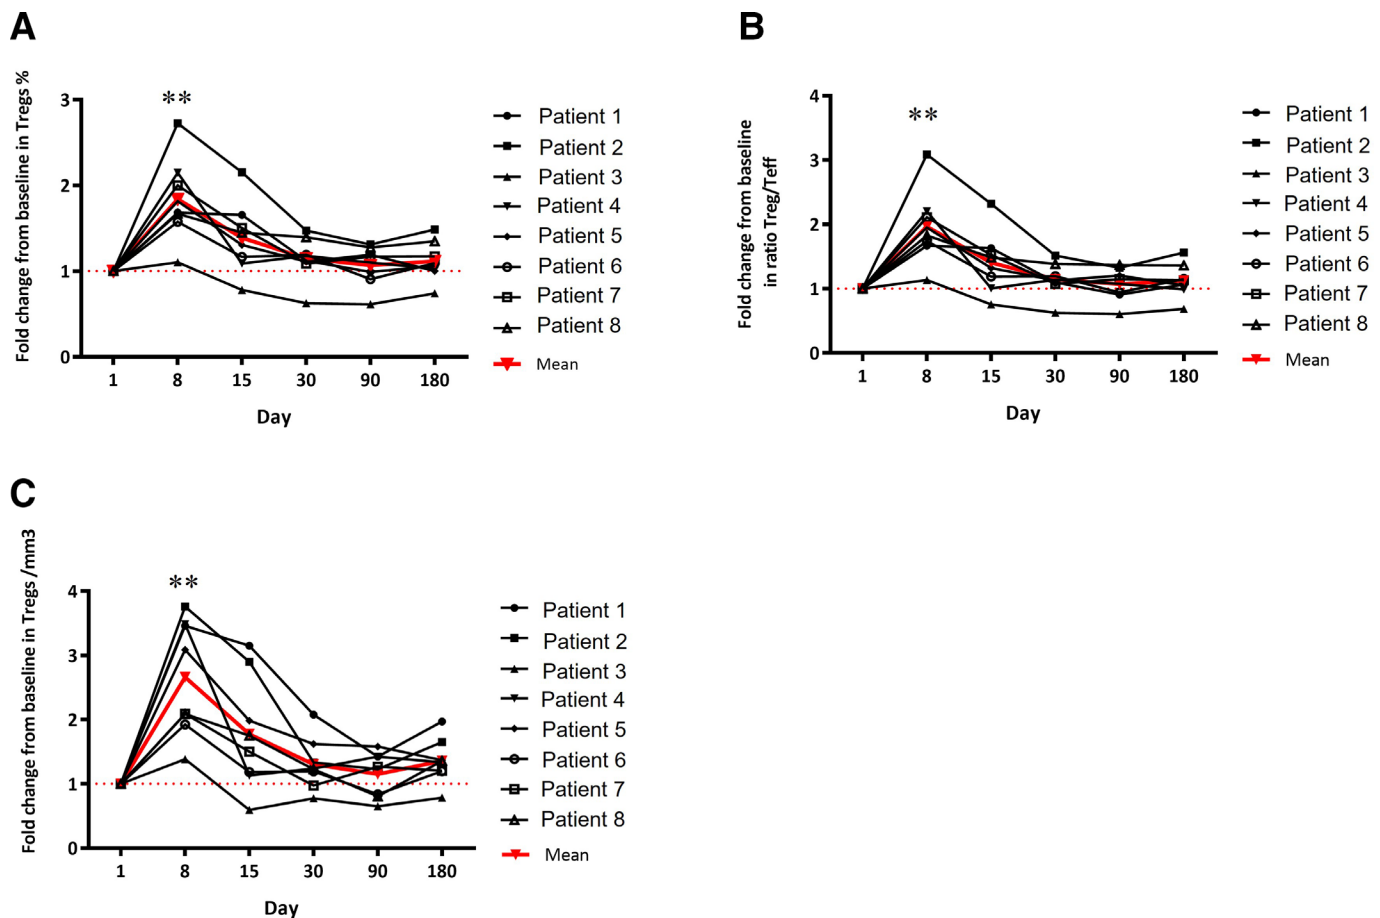 A
Fold change from baseline in Tregs %
3
2
1
0
**
1 8 15 30 90 180
Day
Patient 1
Patient 2
Patient 3
Patient 4
Patient 5
Patient 6
Patient 7
Patient 8
Mean
B
Fold change from baseline
in ratio Treg/Teff
4
3
2
1
0
**
1 8 15 30 90 180
Day
Patient 1
Patient 2
Patient 3
Patient 4
Patient 5
Patient 6
Patient 7
Patient 8
Mean
C
Fold change from baseline in Tregs /mm3
4
3
2
1
0
**
1 8 15 30 90 180
Day
Patient 1
Patient 2
Patient 3
Patient 4
Patient 5
Patient 6
Patient 7
Patient 8
Mean